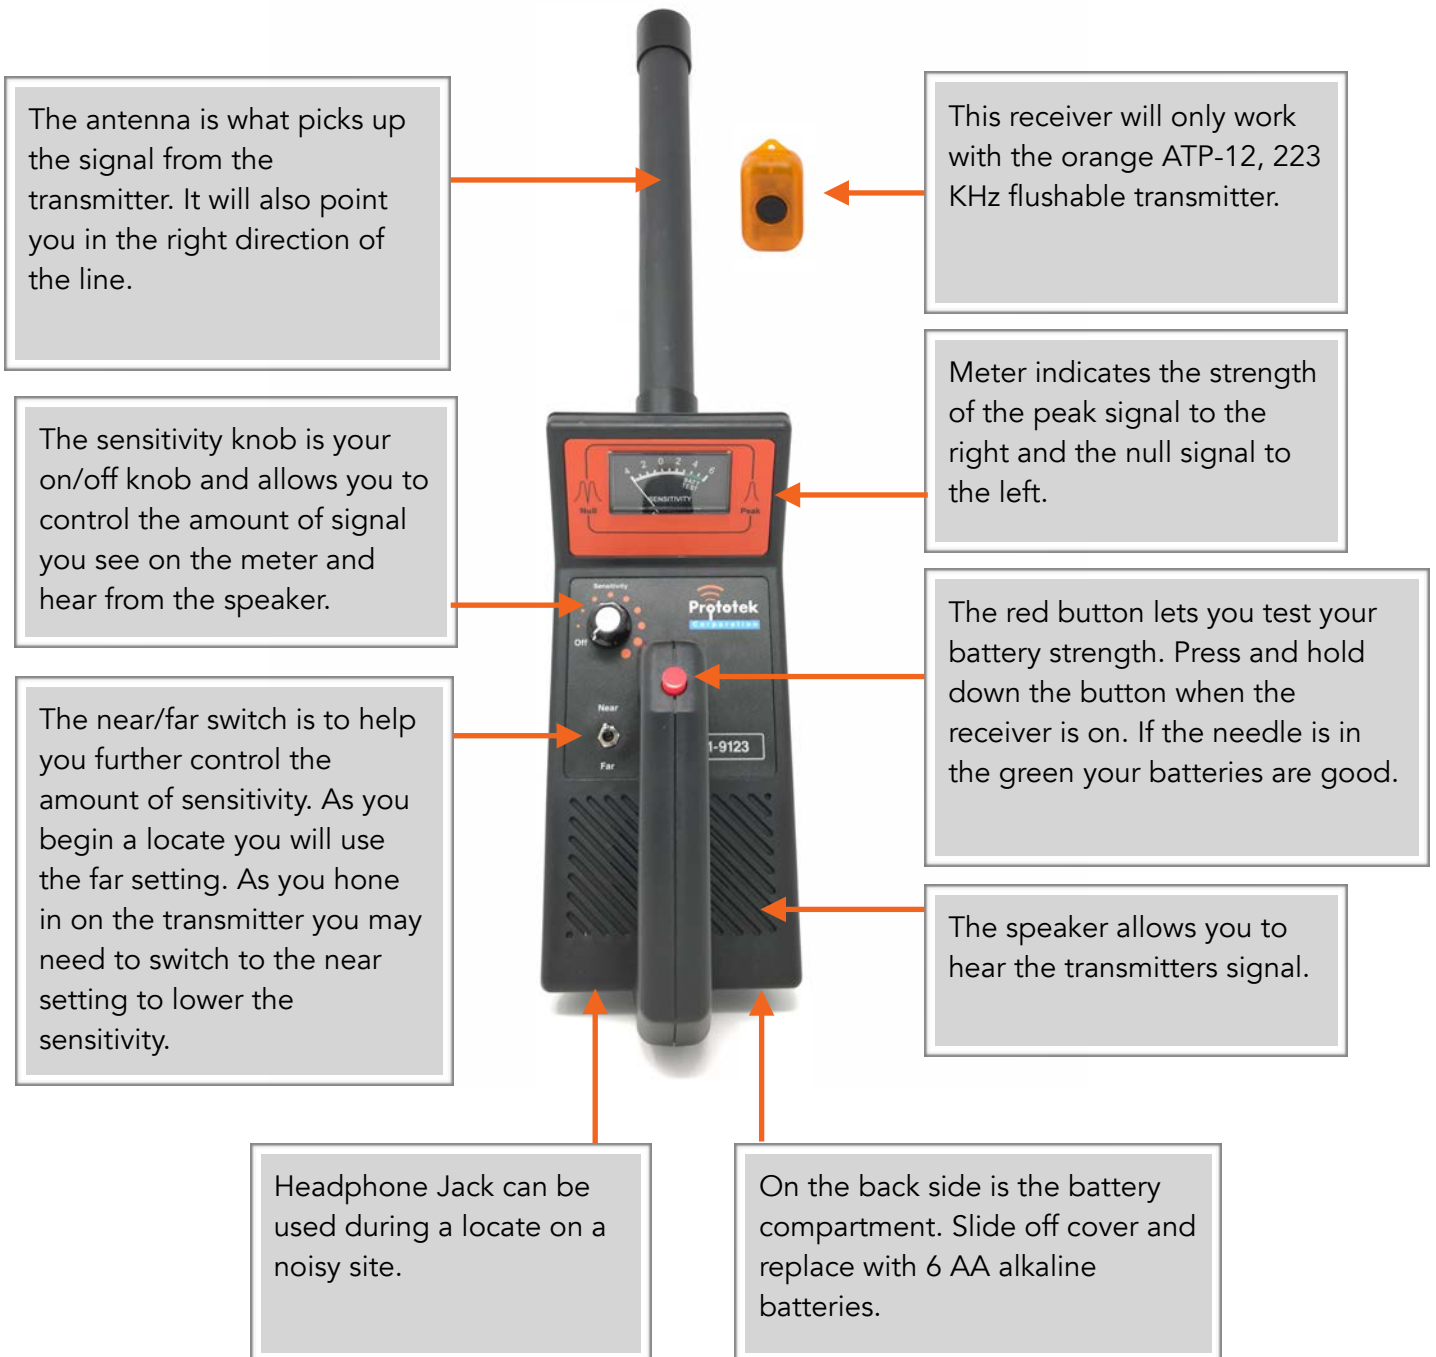 The antenna is what picks up
the signal from the
transmitter. It will also point
you in the right direction of
the line.
This receiver will only work
with the orange ATP-12, 223
KHz flushable transmitter.
The sensitivity knob is your
on/off knob and allows you to
control the amount of signal
you see on the meter and
hear from the speaker.
Meter indicates the strength
of the peak signal to the
right and the null signal to
the left.
4 2 0 2 4 6
BATT
TEST
SENSITIVITY
Null
Peak
Sensitivity
Off
Prototek
Corporation
Near
Far
1-9123
The near/far switch is to help
you further control the
amount of sensitivity. As you
begin a locate you will use
the far setting. As you hone
in on the transmitter you may
need to switch to the near
setting to lower the
sensitivity.
The red button lets you test your
battery strength. Press and hold
down the button when the
receiver is on. If the needle is in
the green your batteries are good.
The speaker allows you to
hear the transmitters signal.
Headphone Jack can be
used during a locate on a
noisy site.
On the back side is the battery
compartment. Slide off cover and
replace with 6 AA alkaline
batteries.